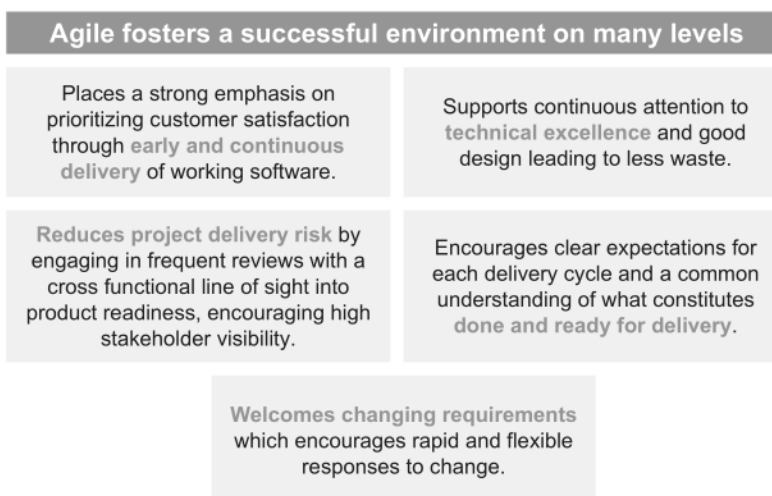 Agile fosters a successful environment on many levels
Places a strong emphasis on
prioritizing customer satisfaction
through early and continuous
delivery of working software.
Supports continuous attention to
technical excellence and good
design leading to less waste.
Reduces project delivery risk by
engaging in frequent reviews with a
cross functional line of sight into
product readiness, encouraging high
stakeholder visibility.
Encourages clear expectations for
each delivery cycle and a common
understanding of what constitutes
done and ready for delivery.
Welcomes changing requirements
which encourages rapid and flexible
responses to change.